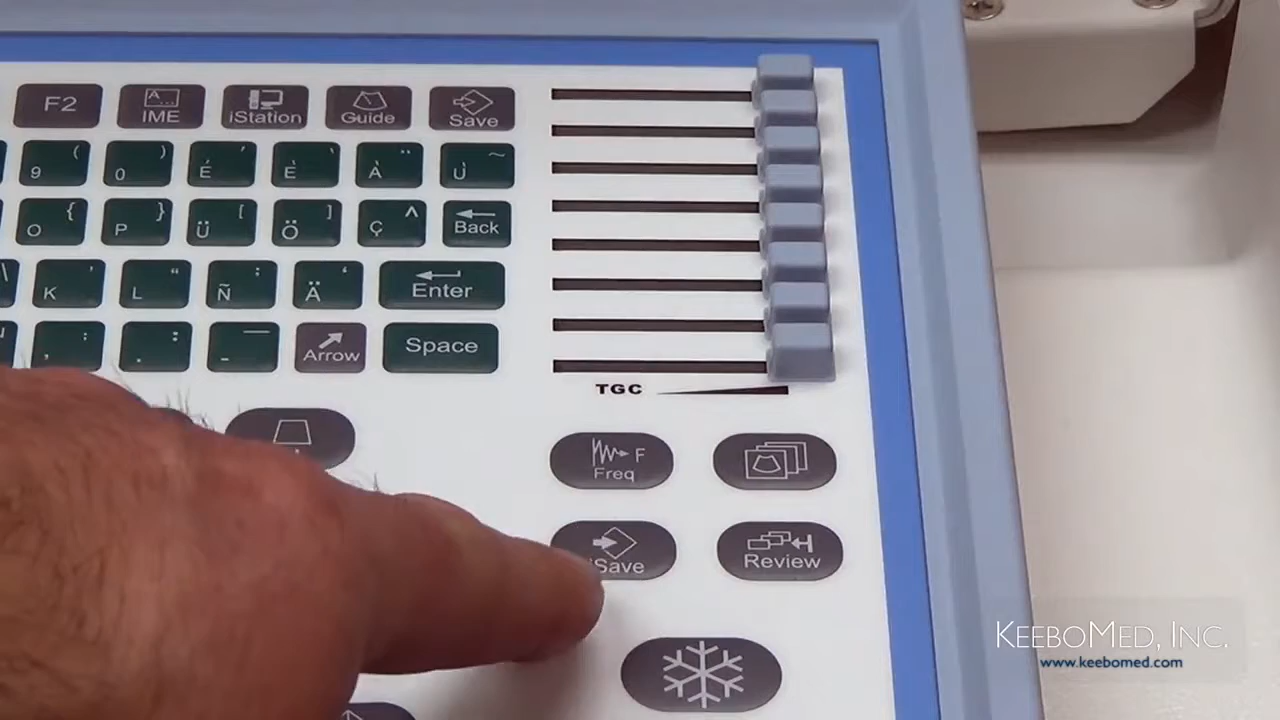 F2 IME iStation Guide Save
9 ( 0 ) É ´ È ` À ¨ Ù ~
O { P } Ü [ Ö ] Ç ^ Back
\ K ' L “ Ñ : Ä ‘ Enter
, ; . : - — Arrow Space
TGC
F
Freq
Save
Review
KEEBOMED, INC.
www.keebomed.com